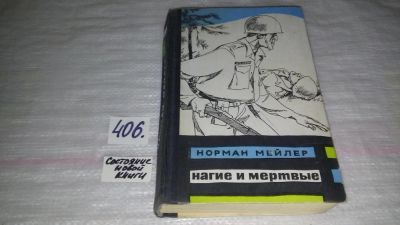 406.
Состояние
новой
книги
НОРМАН МЕЙЛЕР
нагие и мертвые